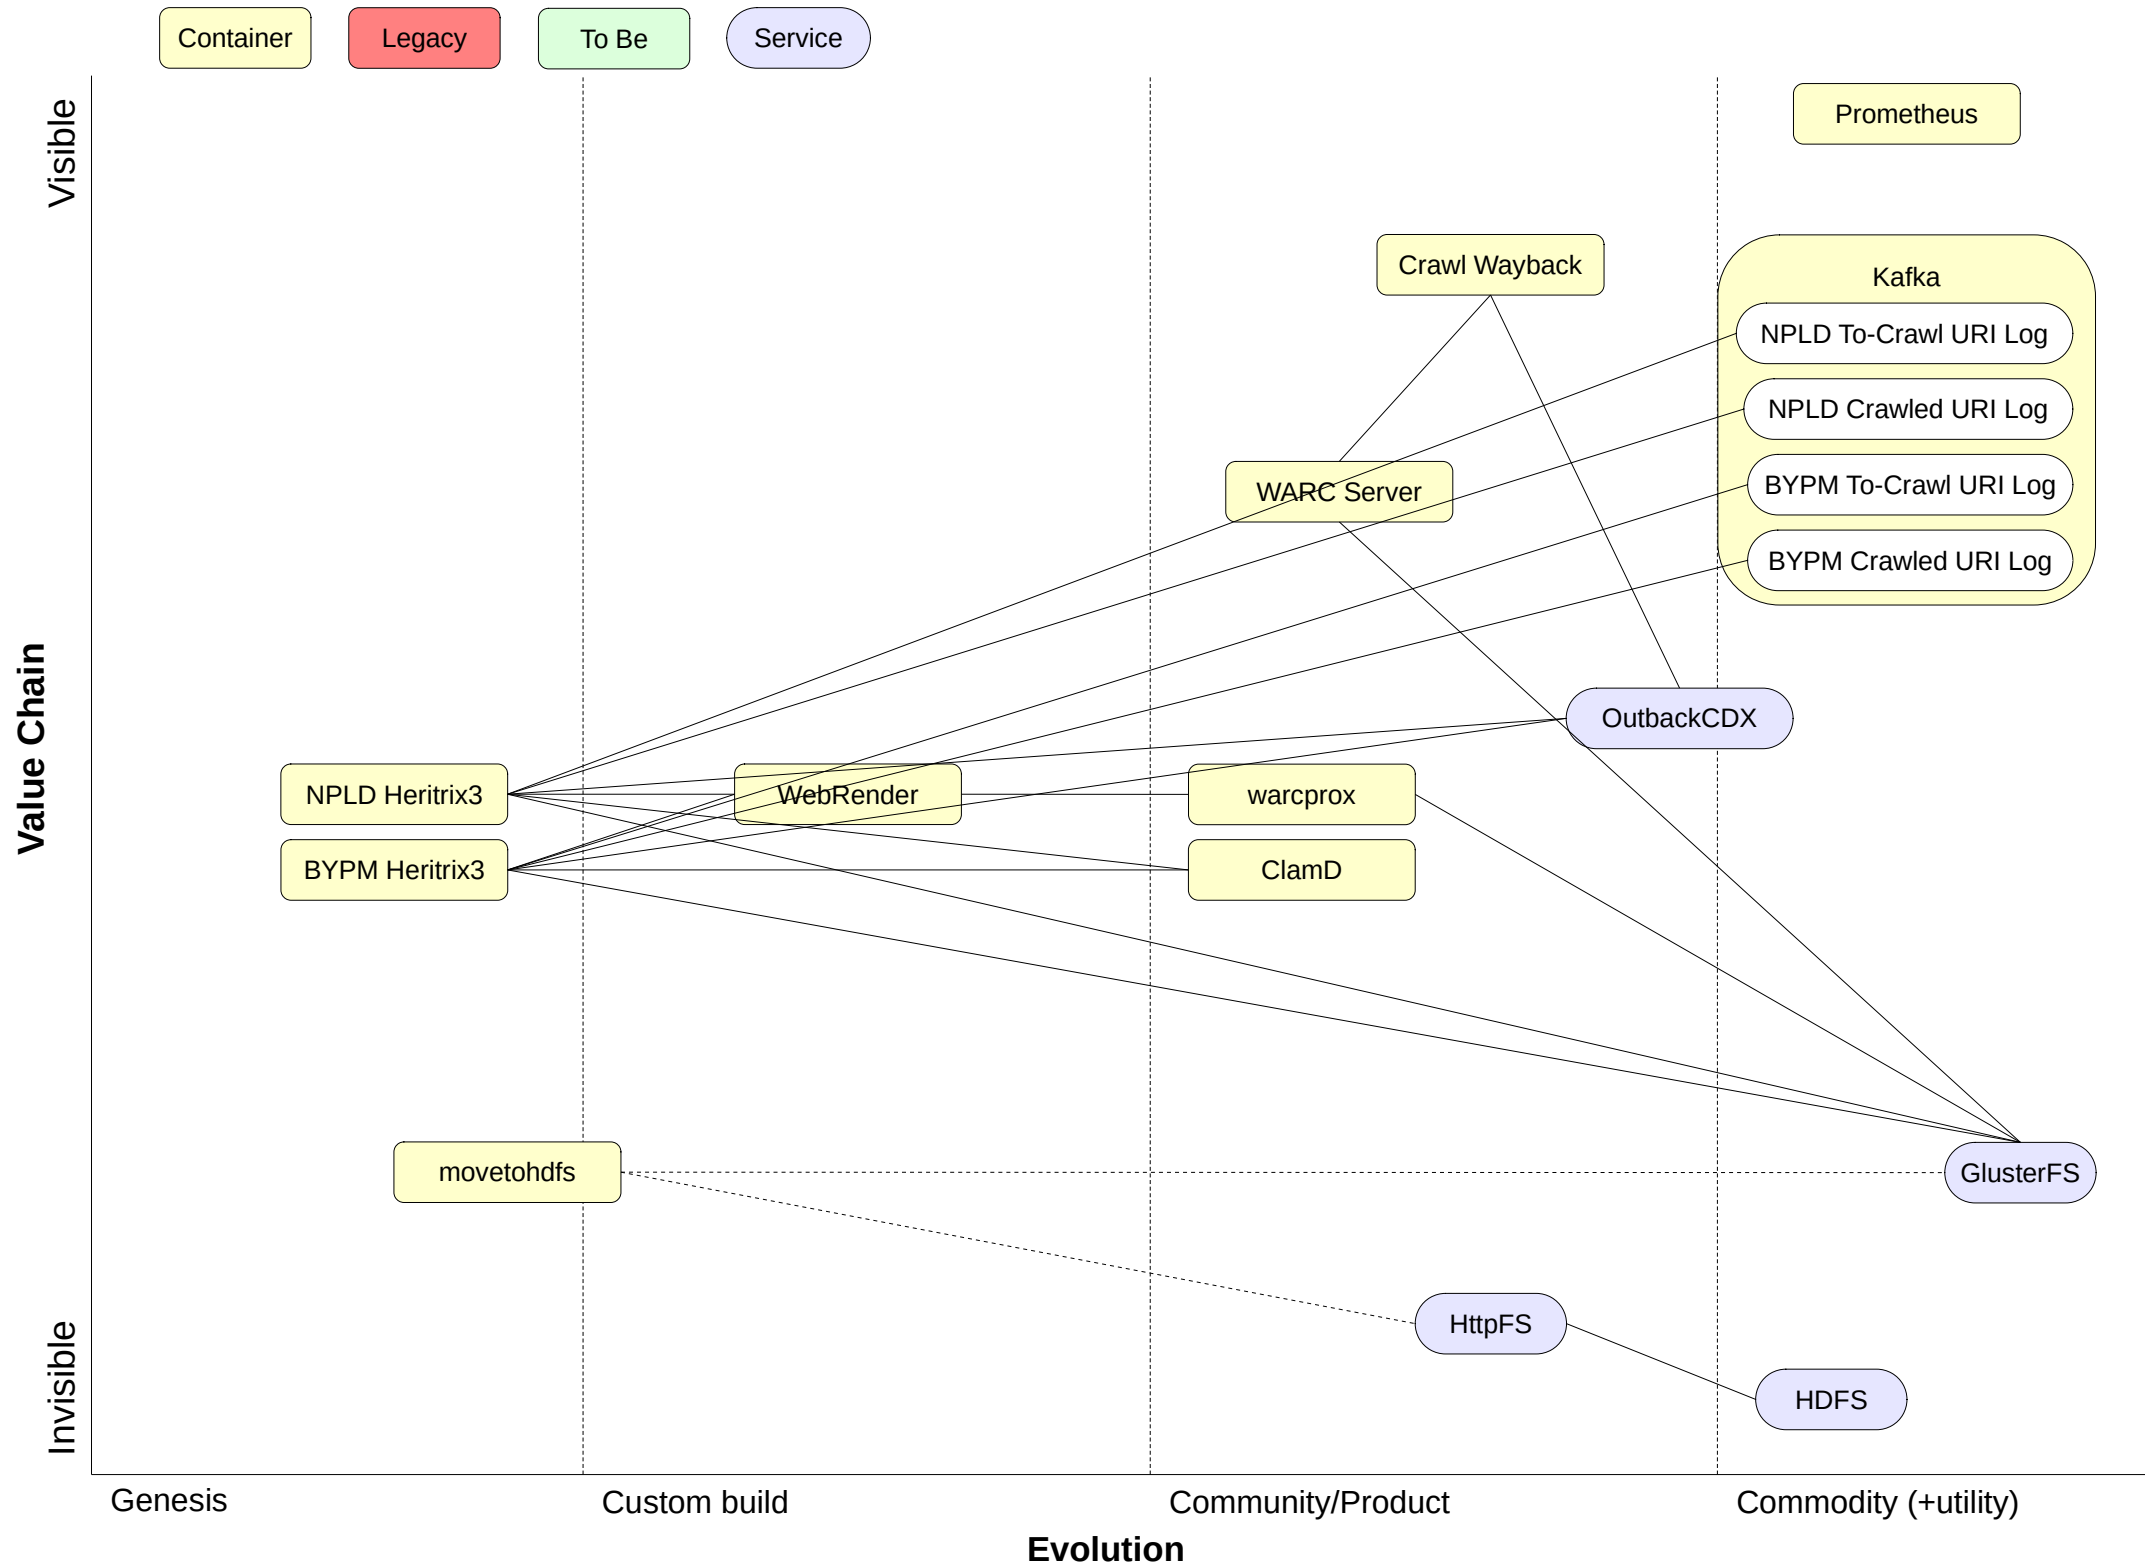 Container
Legacy
To Be
Service
Visible
Prometheus
Crawl Wayback
Kafka
NPLD To-Crawl URI Log
NPLD Crawled URI Log
WARC Server
BYPM To-Crawl URI Log
BYPM Crawled URI Log
Value Chain
OutbackCDX
NPLD Heritrix3
WebRender
warcprox
BYPM Heritrix3
ClamD
movetohdfs
GlusterFS
Invisible
HttpFS
HDFS
Genesis
Custom build
Community/Product
Commodity (+utility)
Evolution